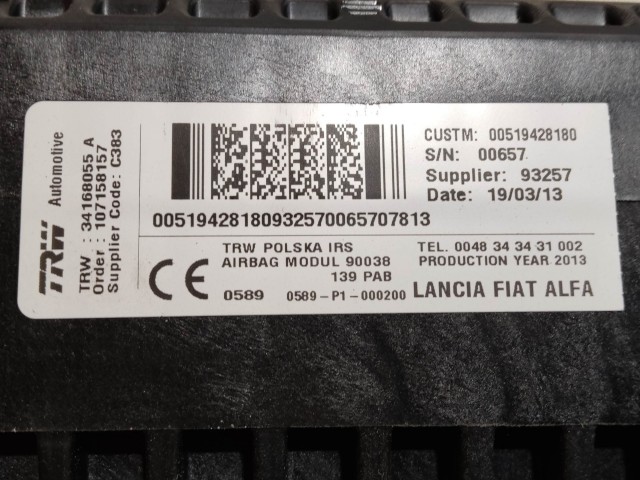 TRW Automotive
TRW : 34168055 A
Order : 107158157
Supplier Code: C383
CUSTM: 00519428180
S/N: 00657
Supplier: 93257
Date: 19/03/13
00519428180932570065707813
CE
0589
TRW POLSKA IRS
AIRBAG MODUL 90038
139 PAB
0589-P1-000200
TEL. 0048 34 34 31 002
PRODUCTION YEAR 2013
LANCIA FIAT ALFA